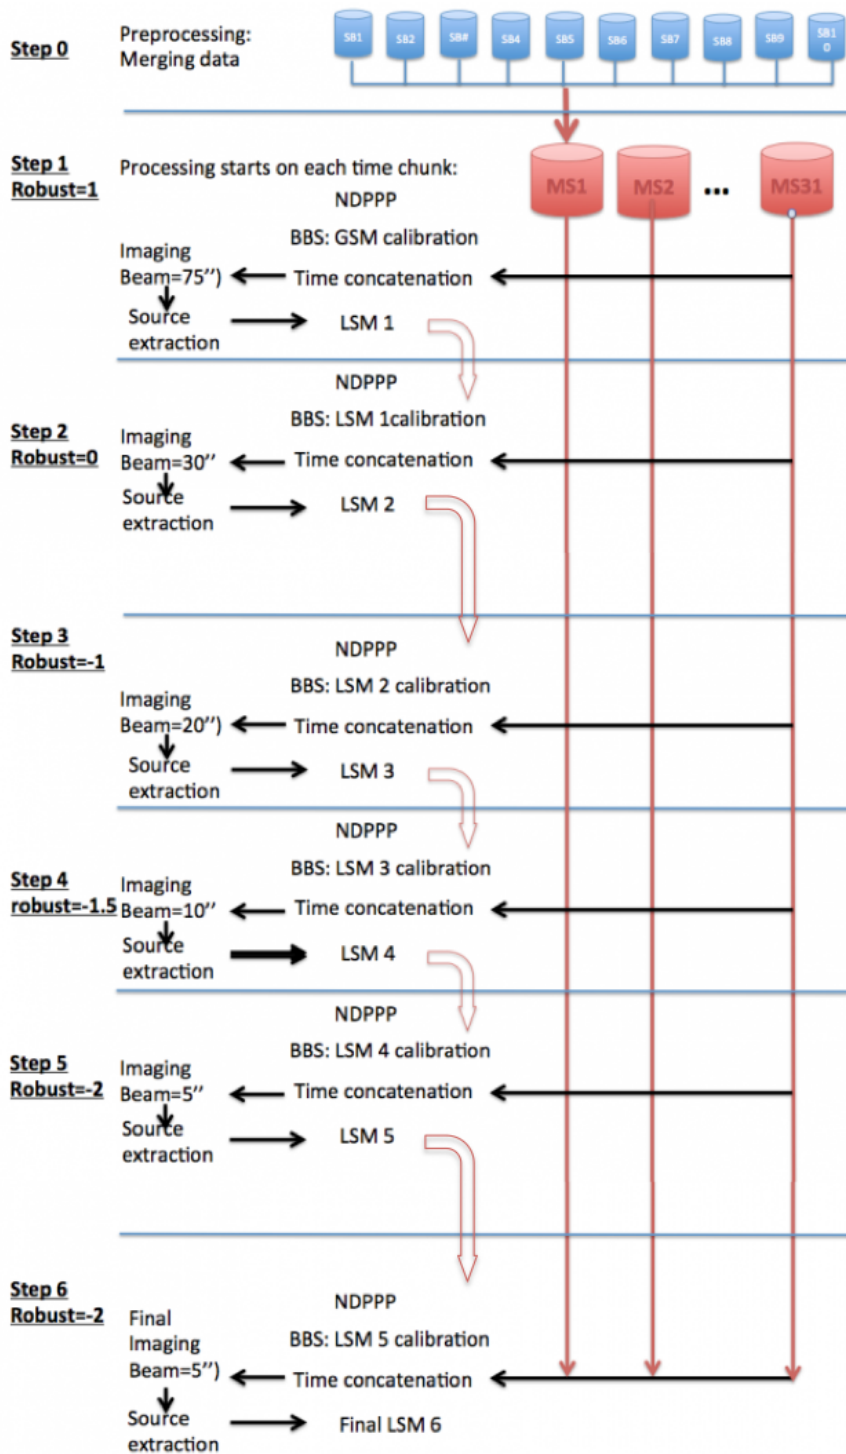 Step 0
Preprocessing:
Merging data
SB1
SB2
SB#
SB4
SB5
SB6
SB7
SB8
SB9
SB1
0
Step 1
Robust=1
Processing starts on each time chunk:
MS1
MS2
...
MS31
NDPPP
BBS: GSM calibration
Imaging
Beam=75’’)
Time concatenation
Source
extraction
LSM 1
NDPPP
BBS: LSM 1calibration
Step 2
Robust=0
Imaging
Beam=30’’
Time concatenation
Source
extraction
LSM 2
Step 3
Robust=-1
NDPPP
BBS: LSM 2 calibration
Imaging
Beam=20’’)
Time concatenation
Source
extraction
LSM 3
NDPPP
BBS: LSM 3 calibration
Step 4
robust=-1.5
Imaging
Beam=10’’
Time concatenation
Source
extraction
LSM 4
NDPPP
BBS: LSM 4 calibration
Step 5
Robust=-2
Imaging
Beam=5’’
Time concatenation
Source
extraction
LSM 5
Step 6
Robust=-2
NDPPP
BBS: LSM 5 calibration
Final
Imaging
Beam=5’’)
Time concatenation
Source
extraction
Final LSM 6